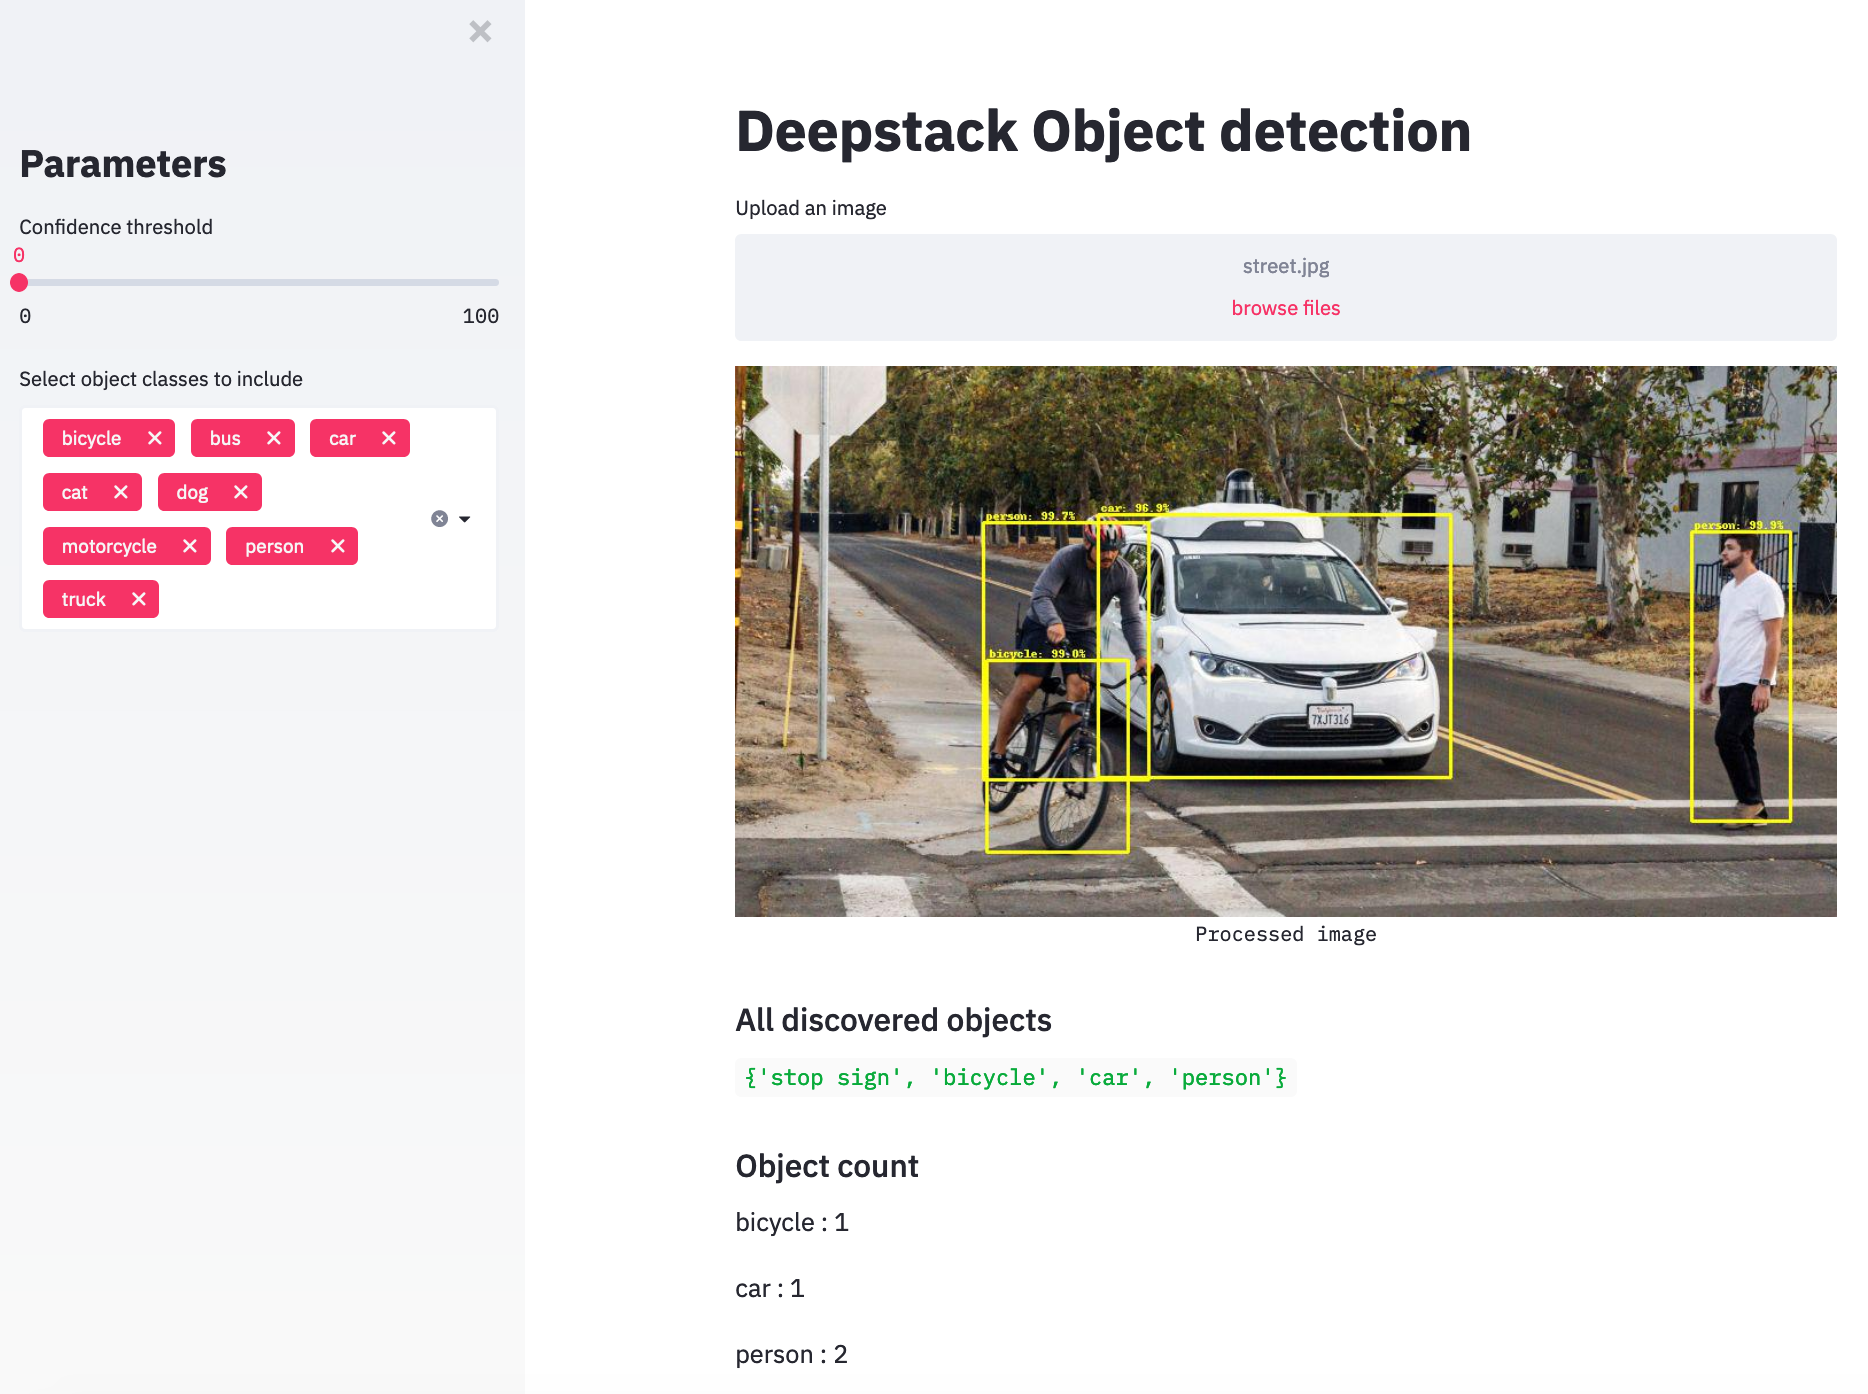 Parameters
Confidence threshold
0
0 100
Select object classes to include
bicycle bus car
cat dog
motorcycle person
truck
Deepstack Object detection
Upload an image
street.jpg
browse files
person: 99.7% car: 96.9%
person: 99.9%
bicycle: 99.0%
7XJT316
Processed image
All discovered objects
{'stop sign', 'bicycle', 'car', 'person'}
Object count
bicycle : 1
car : 1
person : 2